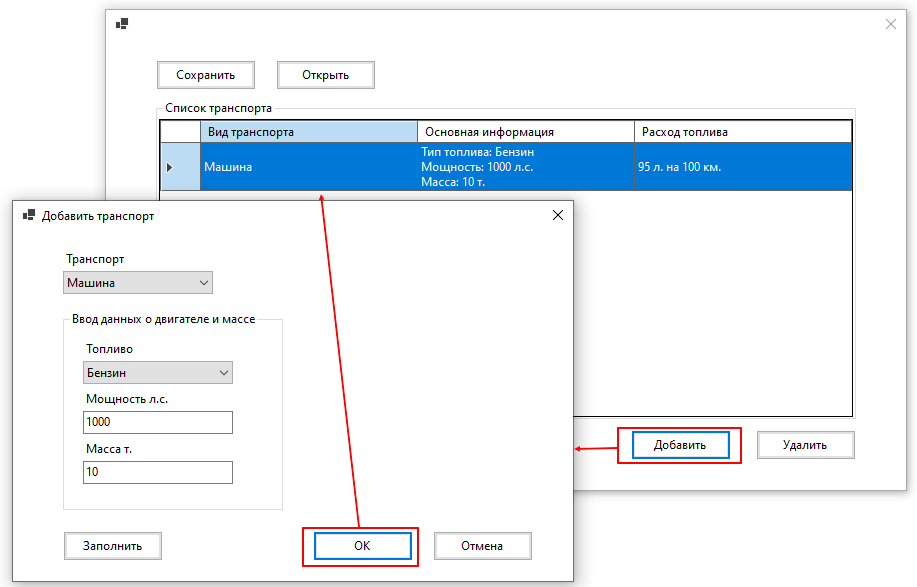 Сохранить
Открыть
Список транспорта
Вид транспорта
Основная информация
Расход топлива
Машина
Тип топлива: Бензин
Мощность: 1000 л.с.
Масса: 10 т.
95 л. на 100 км.
Добавить транспорт
Транспорт
Машина
Ввод данных о двигателе и массе
Топливо
Бензин
Мощность л.с.
1000
Масса т.
10
Заполнить
ОК
Отмена
Добавить
Удалить